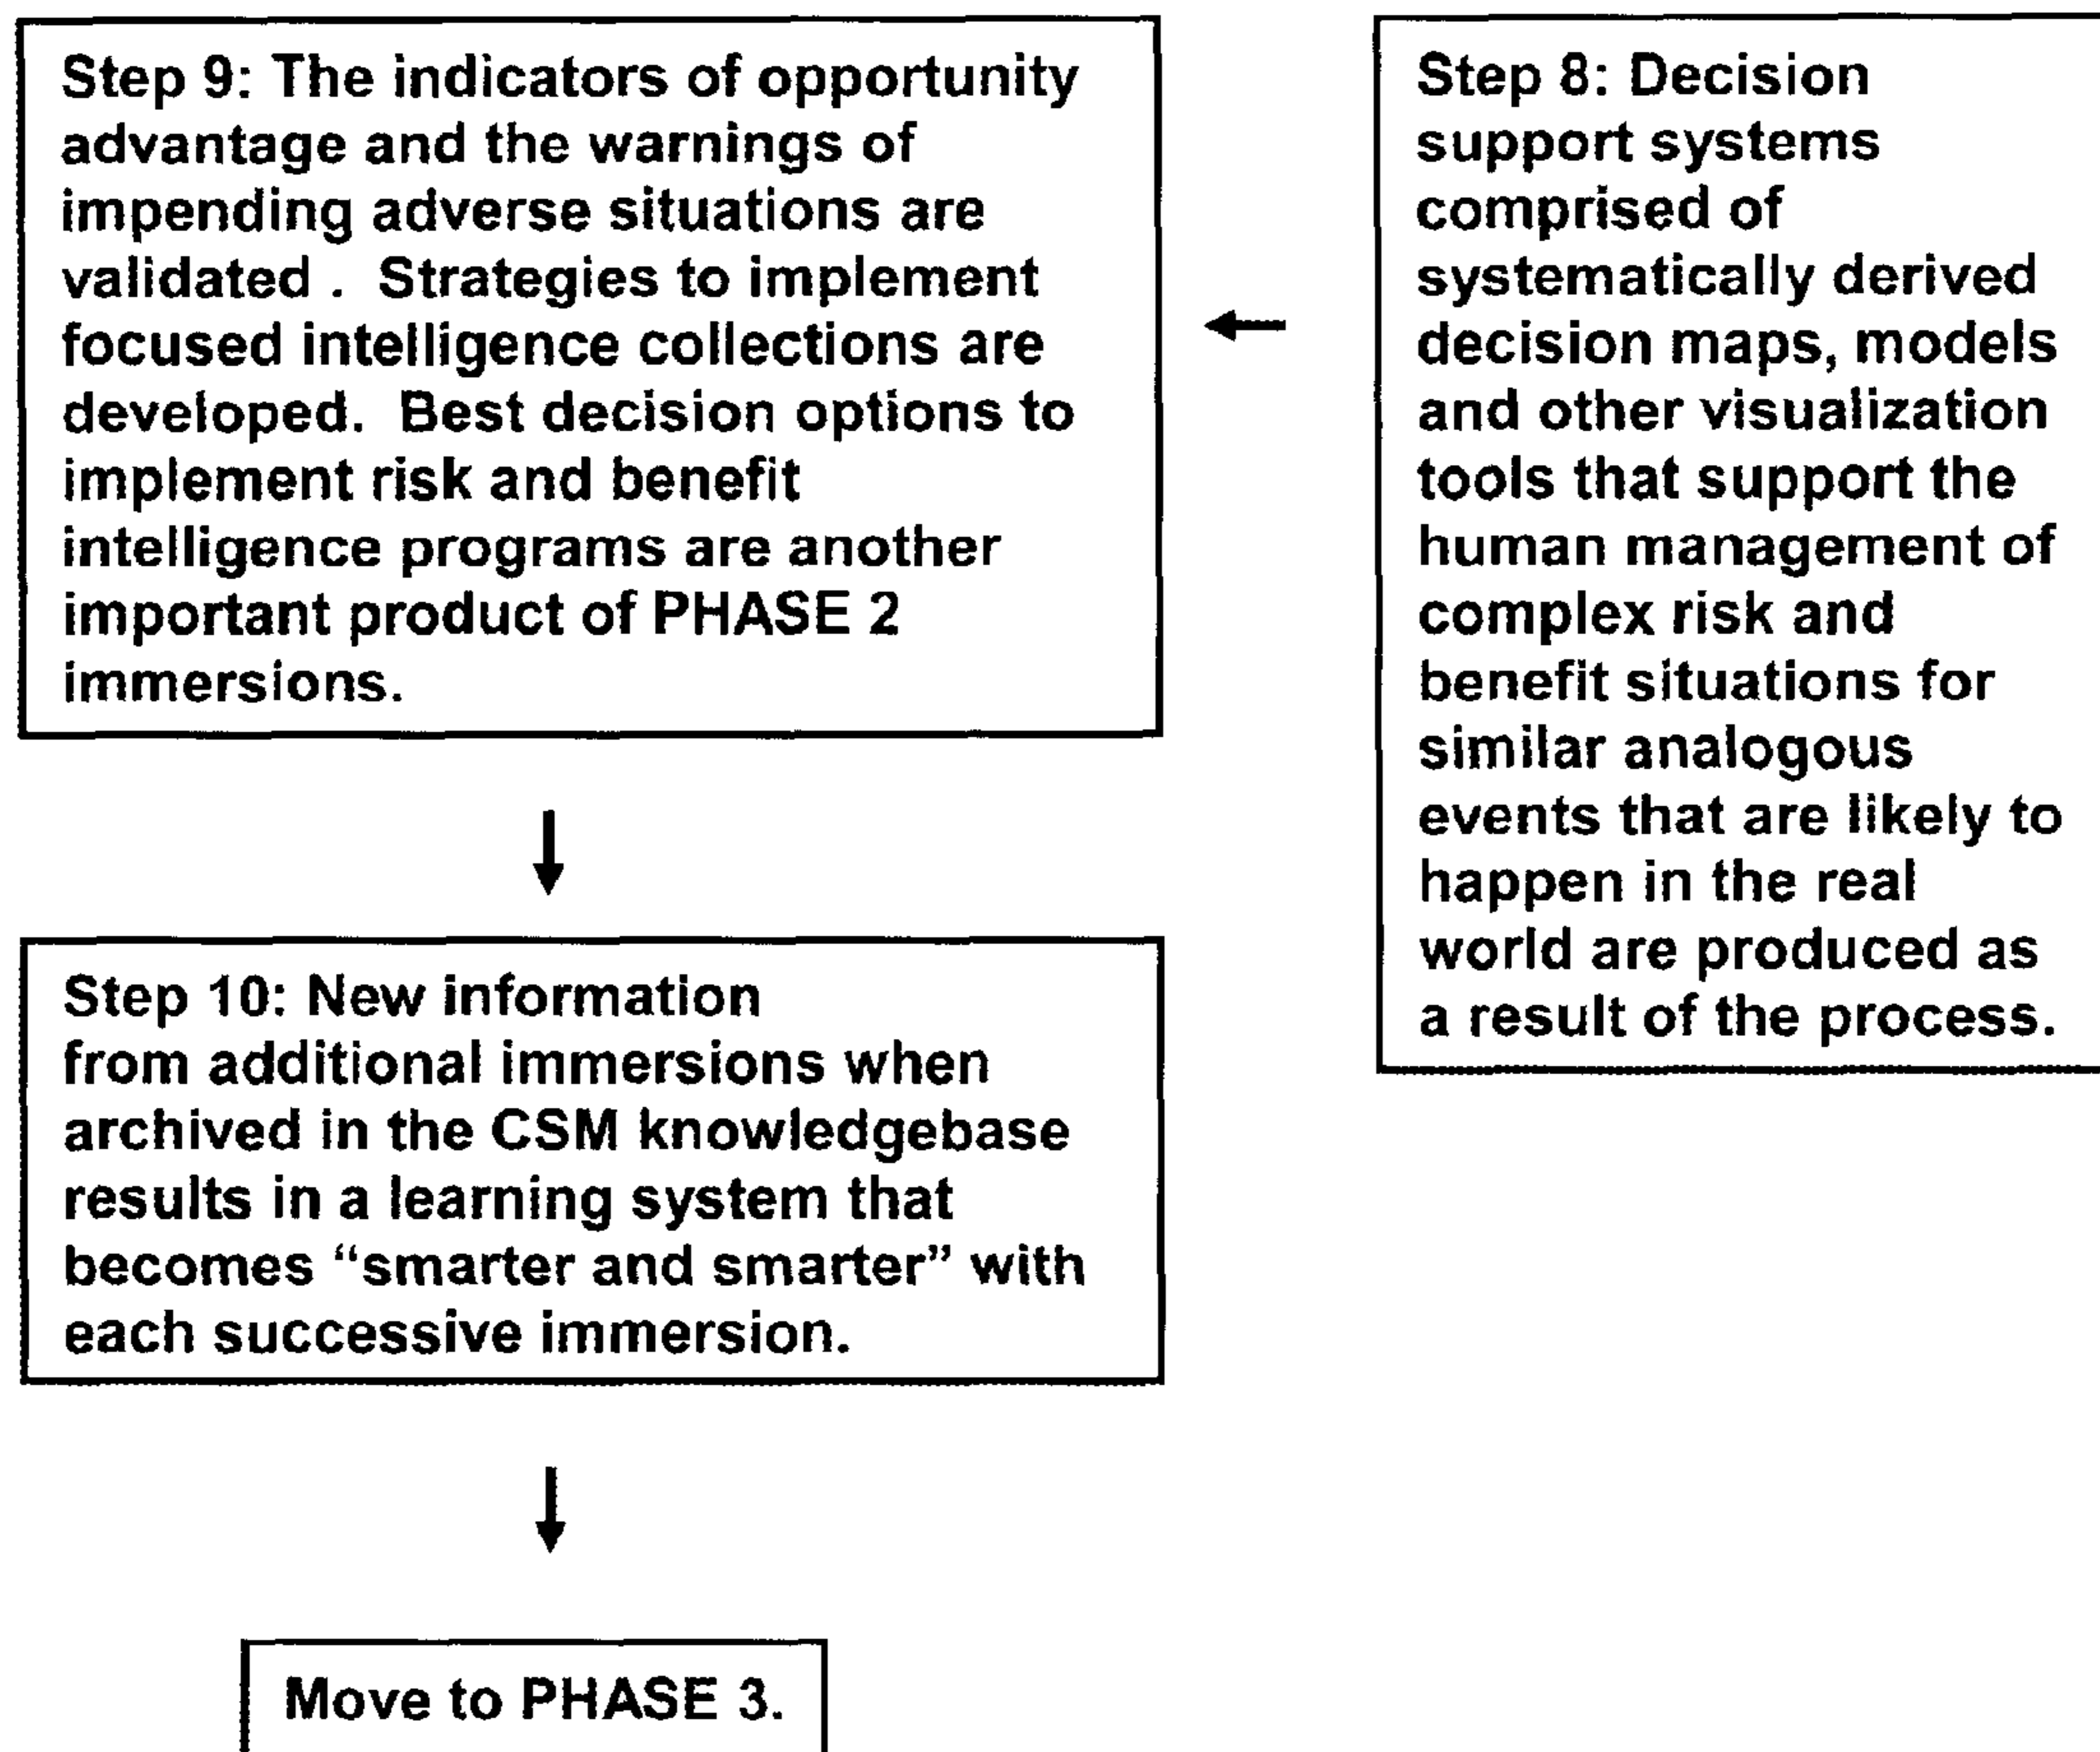 Step 9: The indicators of opportunity
advantage and the warnings of
impending adverse situations are
validated .  Strategies to implement
focused intelligence collections are
developed.  Best decision options to
implement risk and benefit
intelligence programs are another
important product of PHASE 2
immersions.
Step 8: Decision
support systems
comprised of
systematically derived
decision maps, models
and other visualization
tools that support the
human management of
complex risk and
benefit situations for
similar analogous
events that are likely to
happen in the real
world are produced as
a result of the process.
Step 10: New information
from additional immersions when
archived in the CSM knowledgebase
results in a learning system that
becomes “smarter and smarter” with
each successive immersion.
Move to PHASE 3.